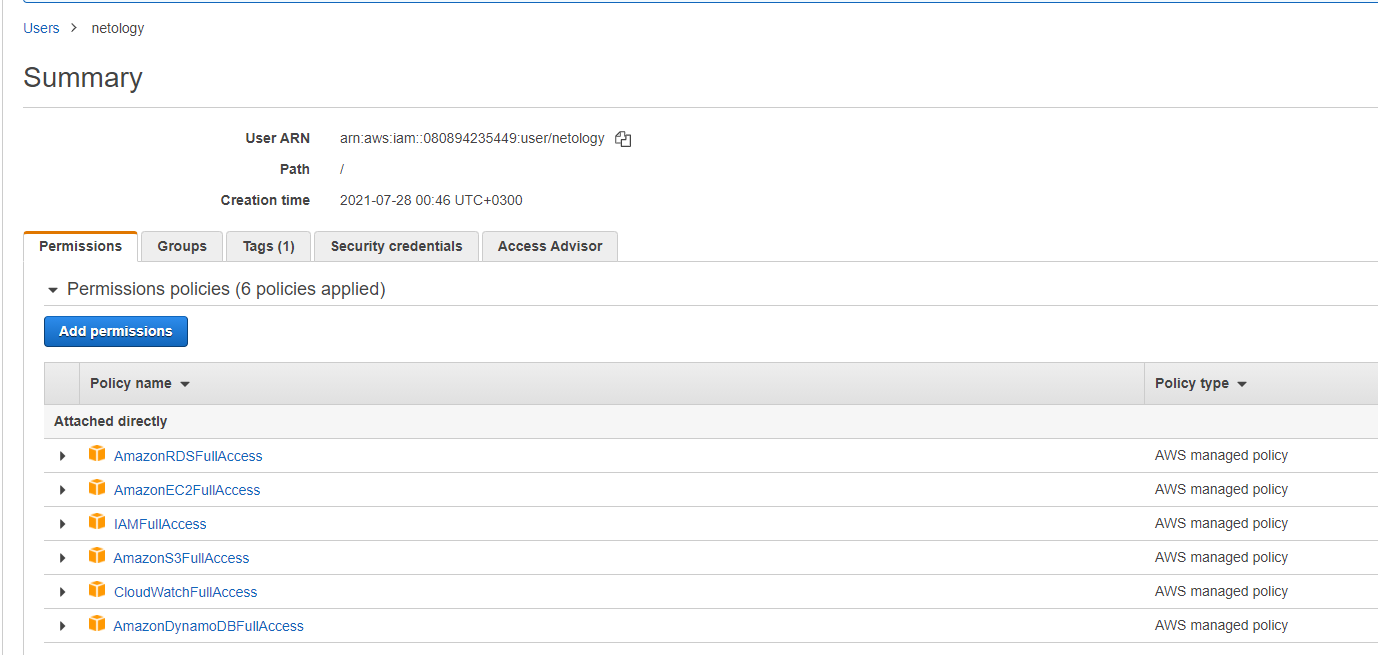 Users > netology
Summary
User ARN arn:aws:iam::080894235449:user/netology
Path /
Creation time 2021-07-28 00:46 UTC+0300
Permissions Groups Tags (1) Security credentials Access Advisor
Permissions policies (6 policies applied)
Add permissions
Policy name Policy type
Attached directly
AmazonRDSFullAccess AWS managed policy
AmazonEC2FullAccess AWS managed policy
IAMFullAccess AWS managed policy
AmazonS3FullAccess AWS managed policy
CloudWatchFullAccess AWS managed policy
AmazonDynamoDBFullAccess AWS managed policy